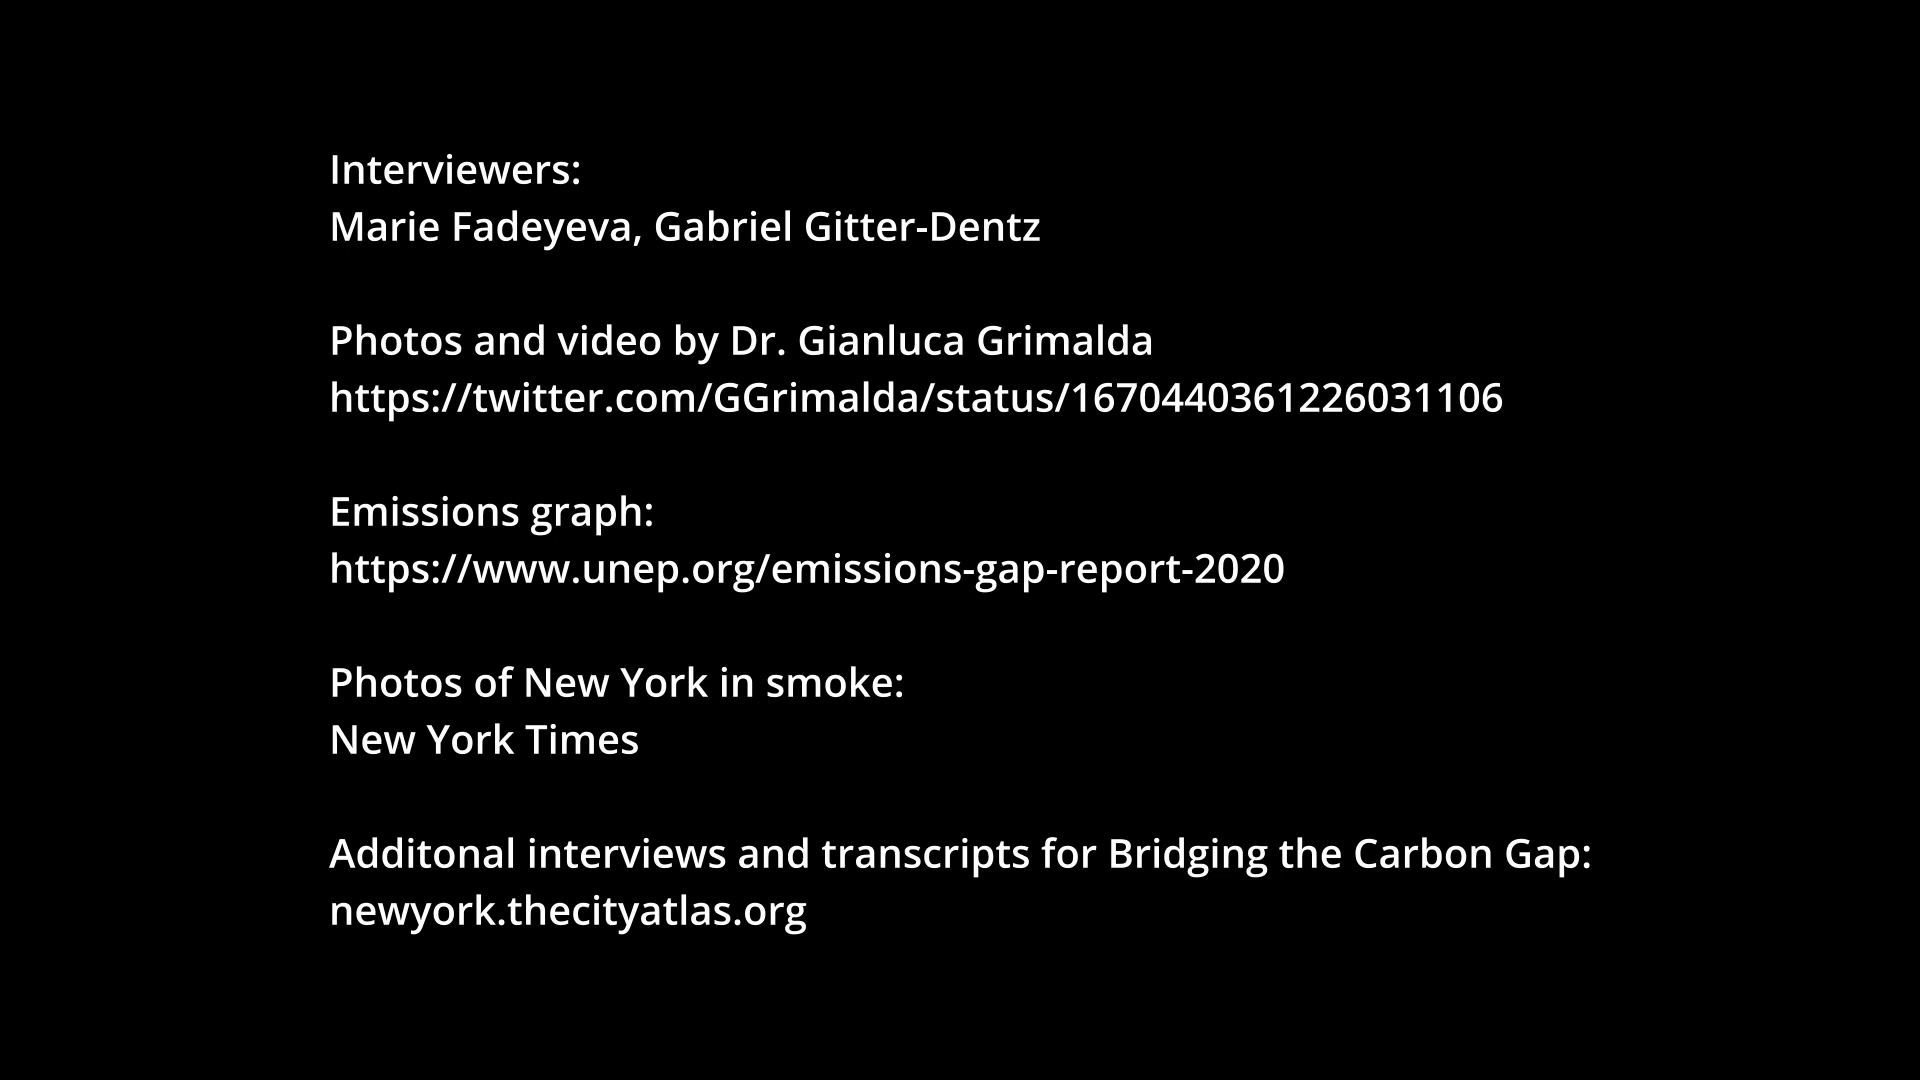 Interviewers:
Marie Fadeyeva, Gabriel Gitter-Dentz
Photos and video by Dr. Gianluca Grimalda
https://twitter.com/GGrimalda/status/1670440361226031106
Emissions graph:
https://www.unep.org/emissions-gap-report-2020
Photos of New York in smoke:
New York Times
Additonal interviews and transcripts for Bridging the Carbon Gap:
newyork.thecityatlas.org